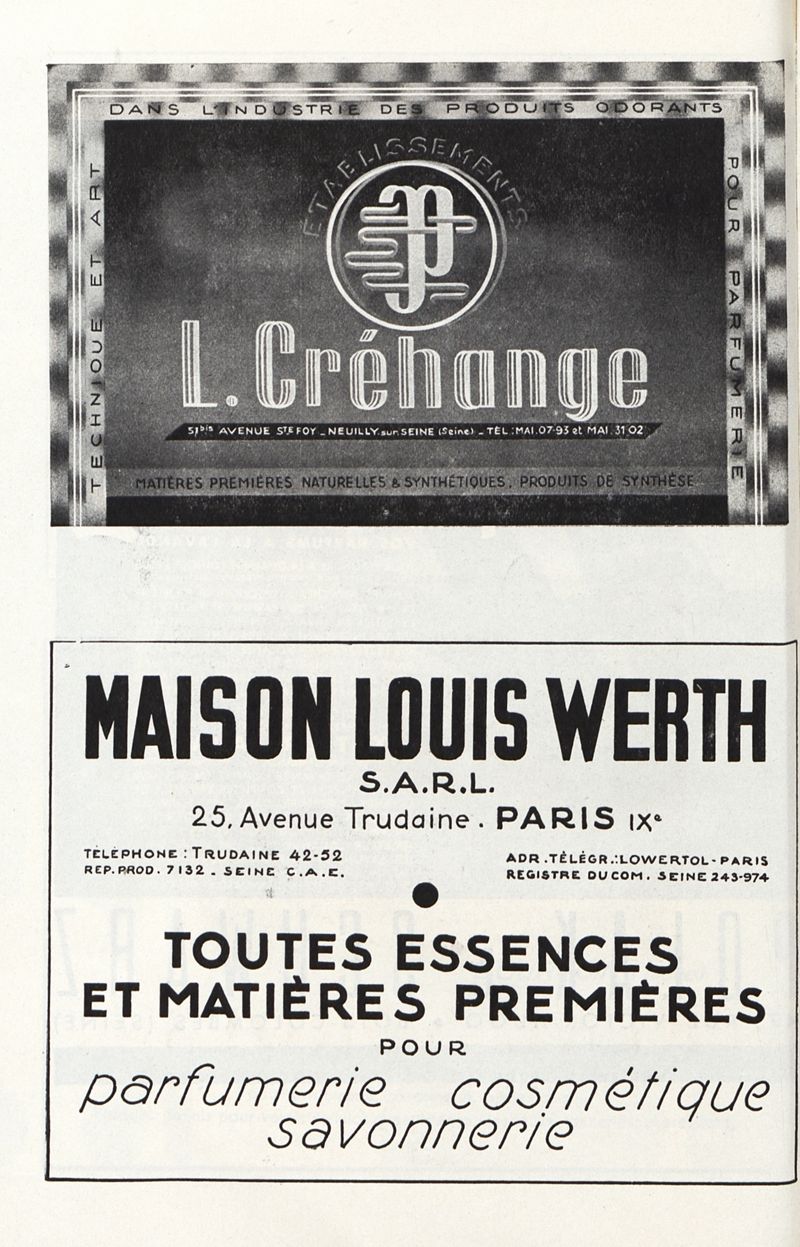 TECHNIQUE ET ART
DANS L'INDUSTRIE DES PRODUITS ODORANTS
POUR PARFUMERIE
ETABLISSEMENTS
P
L. Créhange
51bis AVENUE STE FOY _ NEUILLY sur SEINE (Seine) _ TÉL : MAI. 07-93 et MAI. 31 02
MATIÈRES PREMIÈRES NATURELLES & SYNTHÉTIQUES, PRODUITS DE SYNTHÈSE
MAISON LOUIS WERTH
S.A.R.L.
25, Avenue Trudaine . PARIS IXe
TÉLÉPHONE : TRUDAINE 42-52
REP. PROD. 7132 - SEINE C.A.E.
ADR. TÉLÉGR. : LOWERTOL - PARIS
REGISTRE DU COM. SEINE 243-974
TOUTES ESSENCES
ET MATIÈRES PREMIÈRES
POUR
parfumerie cosmétique
savonnerie